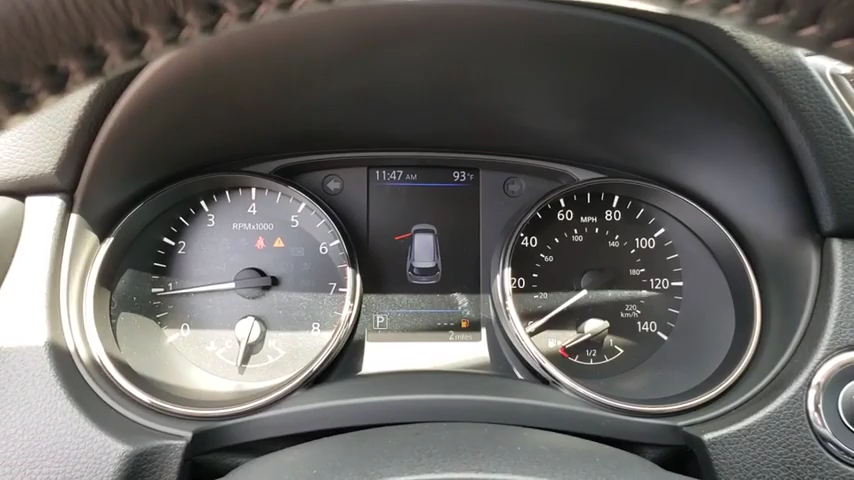 11:47 AM 93°F
RPMx1000
0 1 2 3 4 5 6 7 8
H
MPH
20 40 60 80 100 120 140
km/h
20 60 100 140 180 220
1/2 1
P ---
2 miles